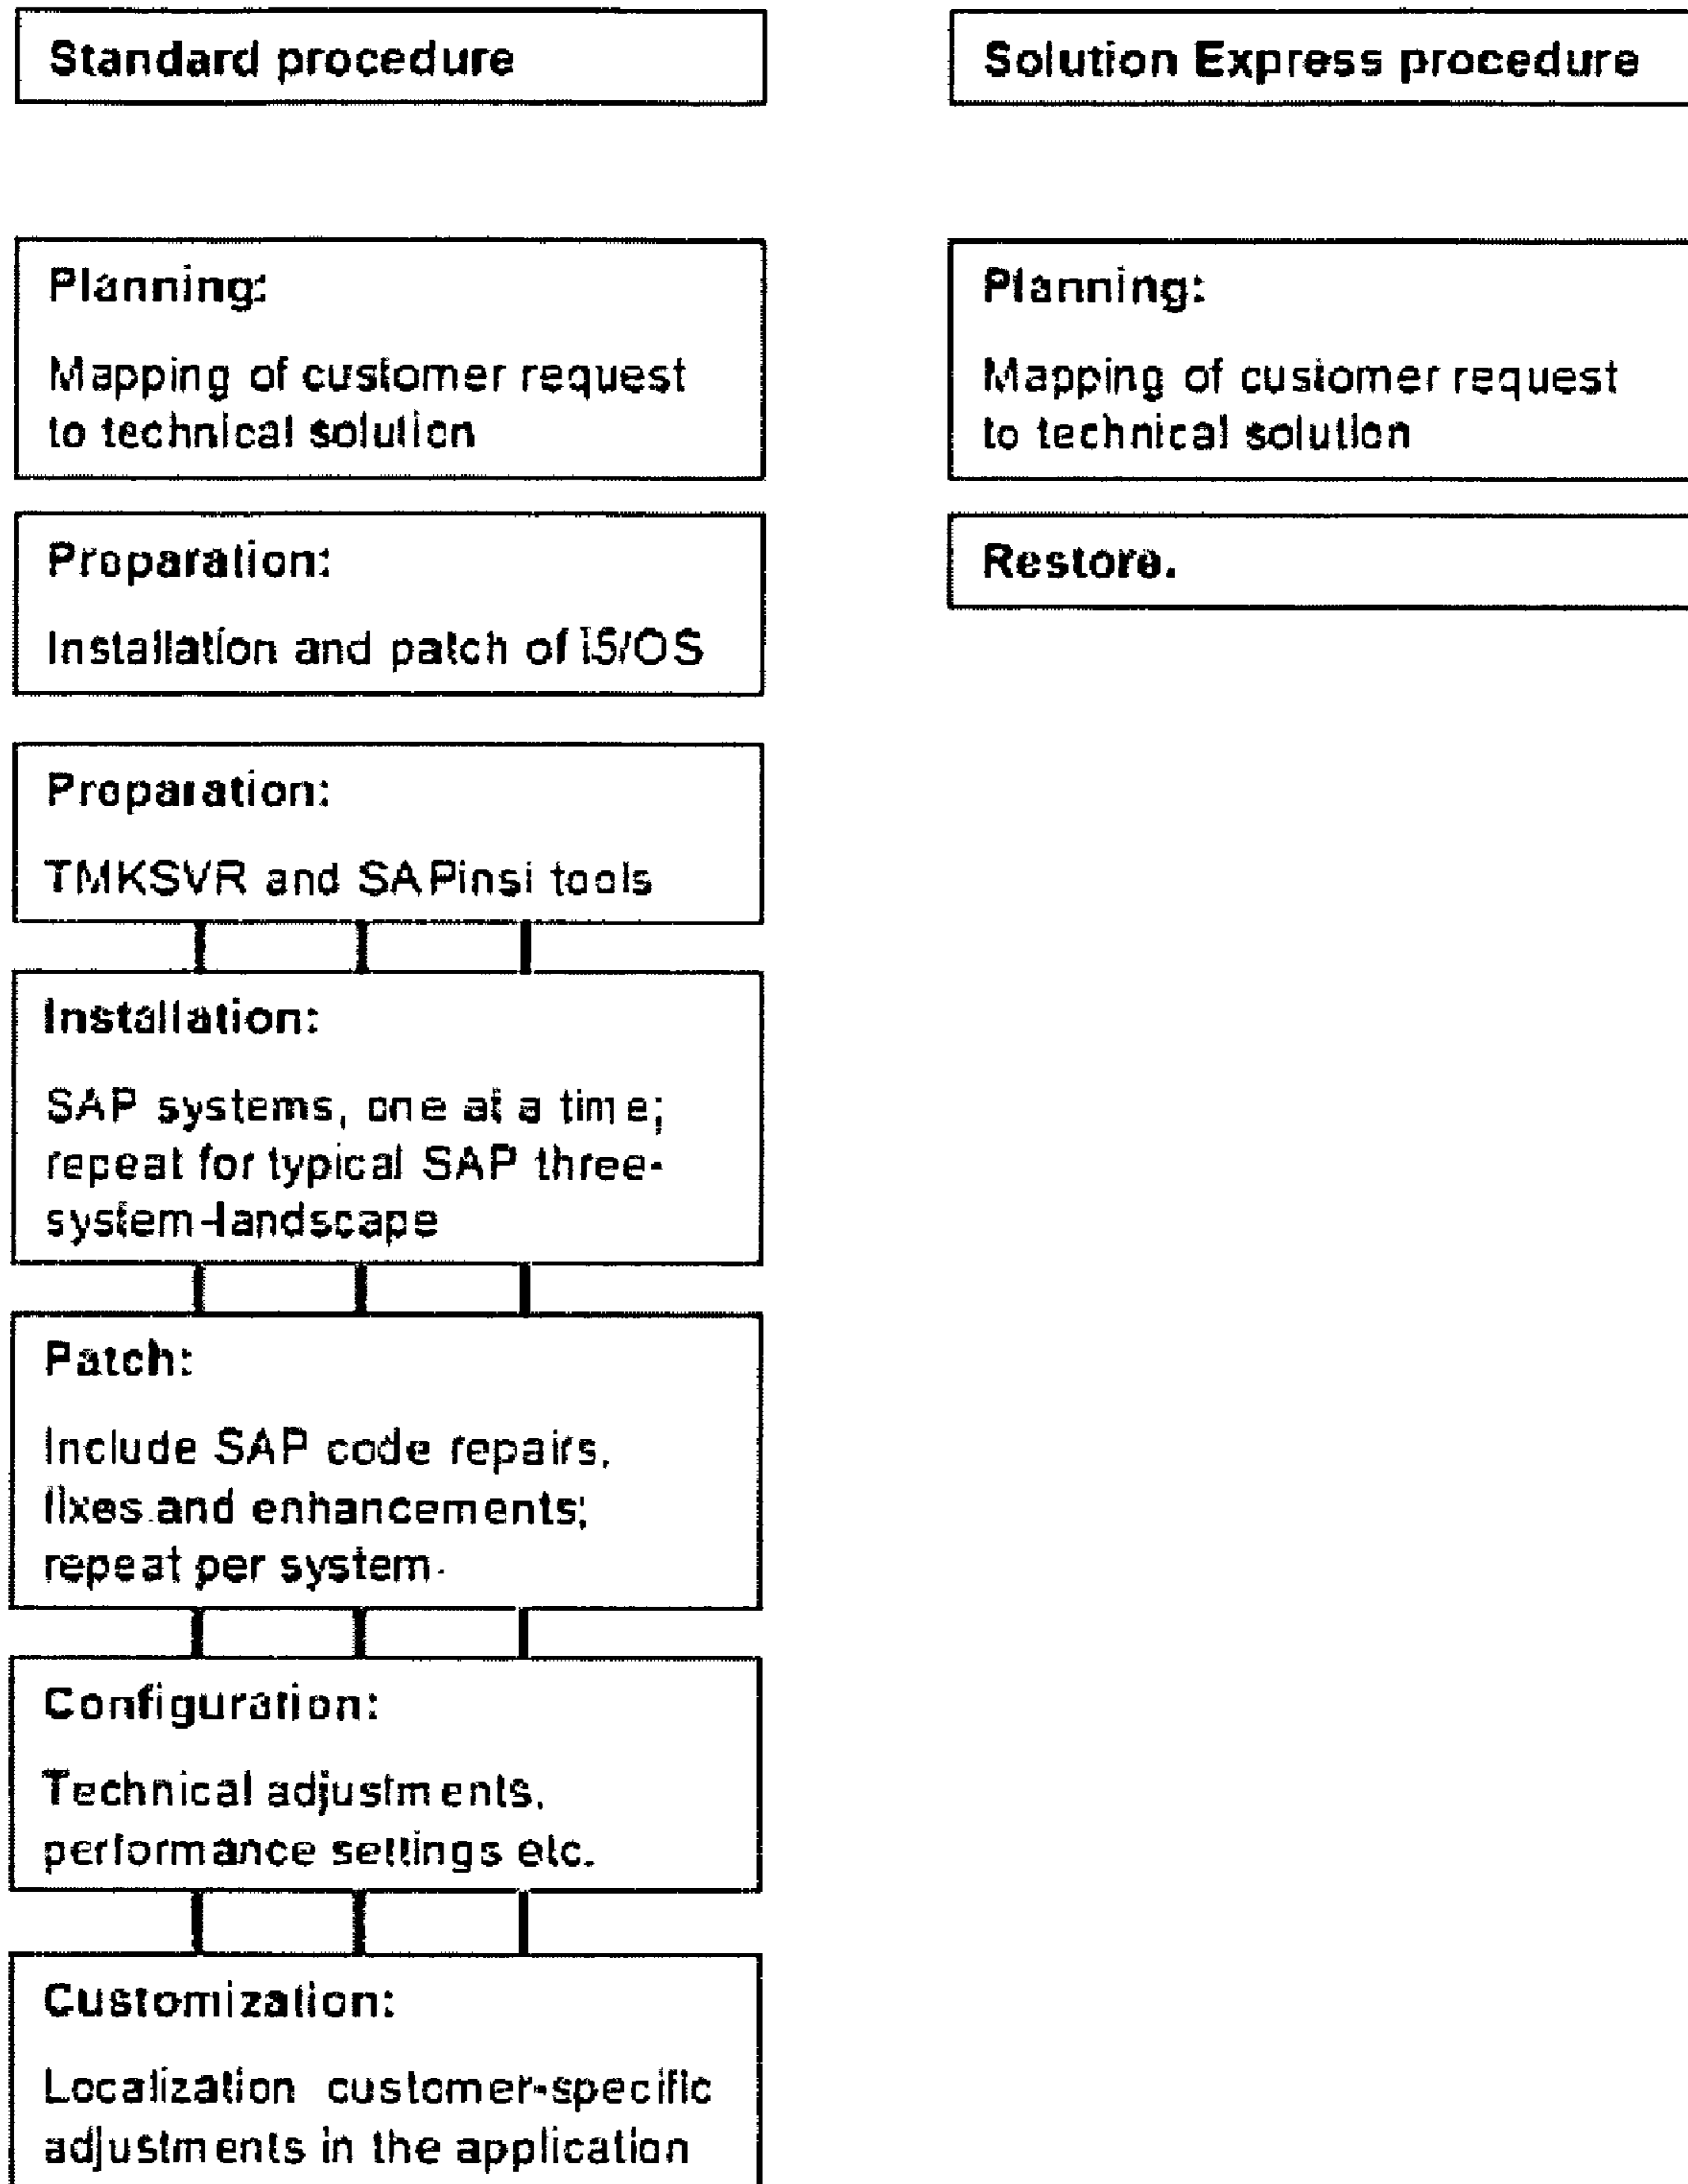 Standard procedure
Planning:
Mapping of customer request
to technical solution
Preparation:
Installation and patch of i5/OS
Preparation:
TMKSVR and SAPinst tools
Installation:
SAP systems, one at a time;
repeat for typical SAP three-
system-landscape
Patch:
Include SAP code repairs,
fixes and enhancements;
repeat per system.
Configuration:
Technical adjustments,
performance settings etc.
Customization:
Localization customer-specific
adjustments in the application
Solution Express procedure
Planning:
Mapping of customer request
to technical solution
Restore.